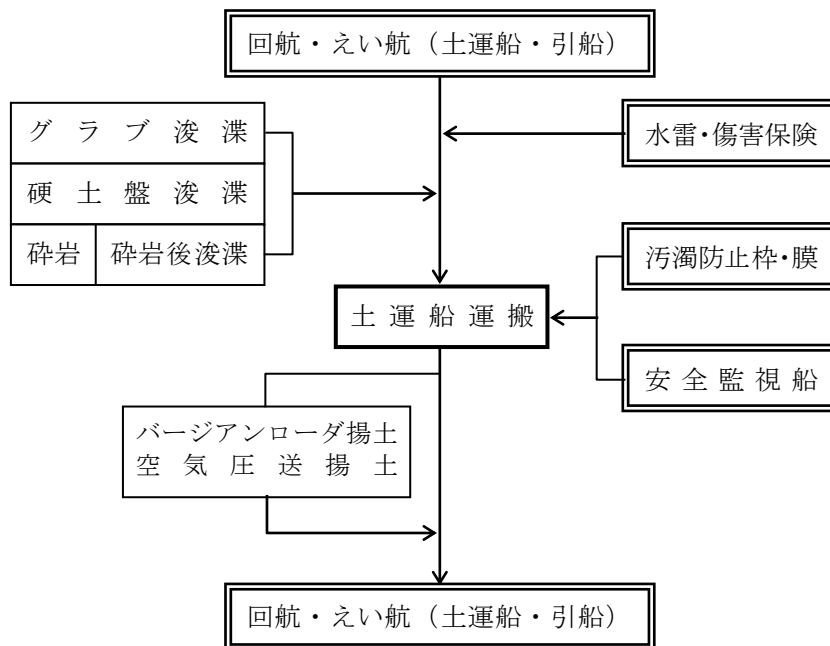 回航・えい航（土運船・引船）
グラブ浚渫
水雷・傷害保険
硬土盤浚渫
砕岩
砕岩後浚渫
汚濁防止枠・膜
土運船運搬
安全監視船
バージアンローダ揚土
空気圧送揚土
回航・えい航（土運船・引船）